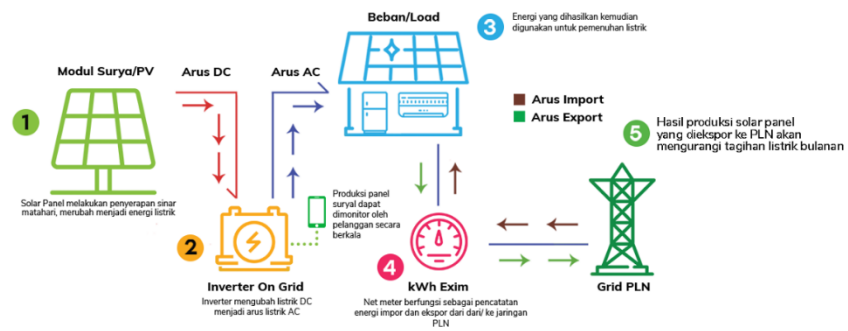 Modul Surya/PV
1
Solar Panel melakukan penyerapan sinar
matahari, merubah menjadi energi listrik
Arus DC
Arus AC
2
Inverter On Grid
Inverter mengubah listrik DC
menjadi arus listrik AC
Produksi panel
suryal dapat
dimonitor oleh
pelanggan secara
berkala
Beban/Load
3
Energi yang dihasilkan kemudian
digunakan untuk pemenuhan listrik
Arus Import
Arus Export
4
kWh Exim
Net meter berfungsi sebagai pencatatan
energi impor dan ekspor dari dari/ ke jaringan
PLN
5
Hasil produksi solar panel
yang diekspor ke PLN akan
mengurangi tagihan listrik bulanan
Grid PLN